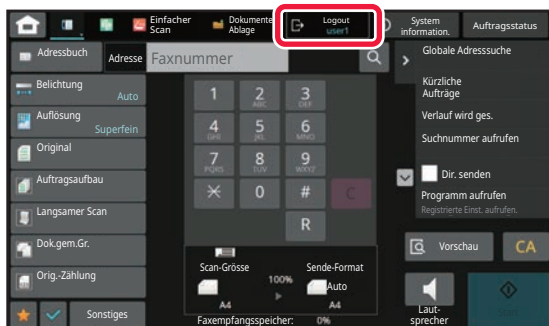 Einfacher Scan
Dokumente Ablage
Logout
user1
System information.
Auftragsstatus
Adressbuch
Adresse
Faxnummer
Globale Adresssuche
Belichtung
Auto
Auflösung
Superfein
Original
Auftragsaufbau
Langsamer Scan
Dok.gem.Gr.
Orig.-Zählung
Sonstiges
1
2
ABC
3
DEF
4
GHI
5
JKL
6
MNO
7
PQRS
8
TUV
9
WXYZ
0
#
C
R
Scan-Grösse
100%
Sende-Format
Auto
A4
A4
Faxempfangsspeicher: 0%
Kürzliche
Aufträge
Verlauf wird ges.
Suchnummer aufrufen
Dir. senden
Programm aufrufen
Registrierte Einst. aufrufen.
Vorschau
CA
Laut-
sprecher